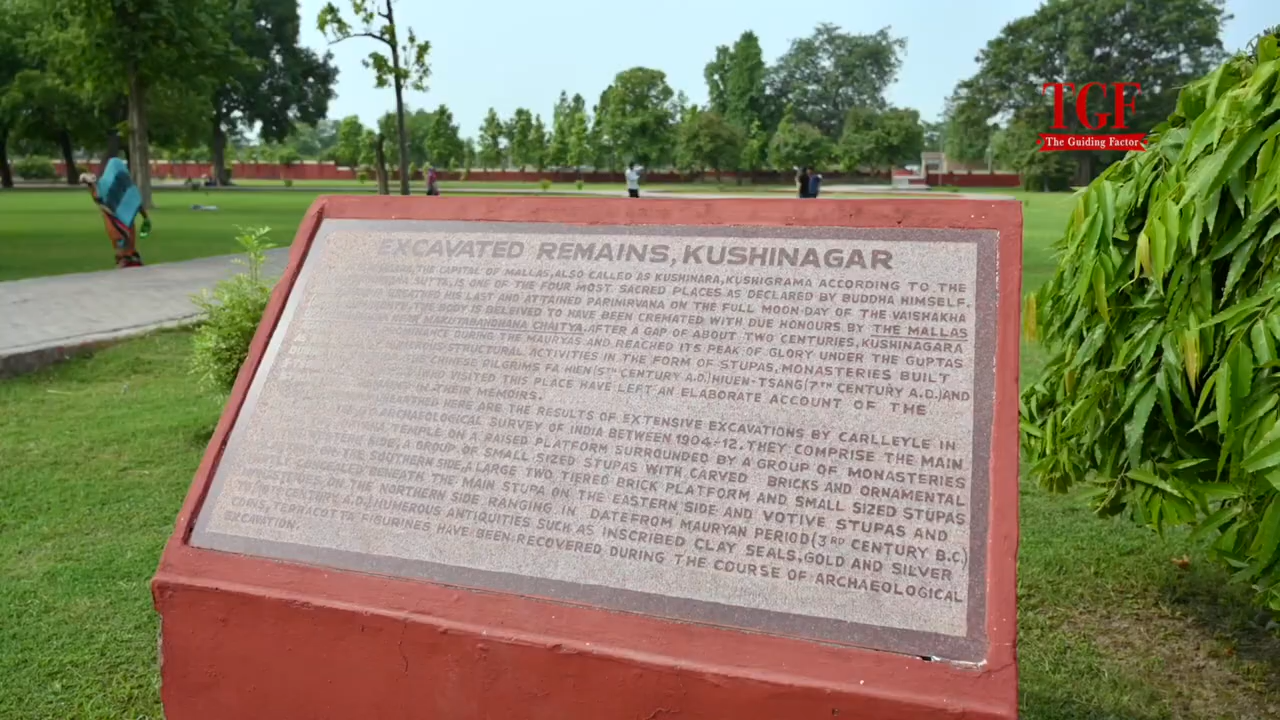 TGF
The Guiding Factor
EXCAVATED REMAINS, KUSHINAGAR
THE CAPITAL OF MALLAS, ALSO CALLED AS KUSHINARA, KUSHIGRAMA ACCORDING TO THE
SUTTA, IS ONE OF THE FOUR MOST SACRED PLACES AS DECLARED BY BUDDHA HIMSELF.
HIS LAST AND ATTAINED PARINIRVANA ON THE FULL MOON DAY OF THE VAISHAKHA
THE BODY IS BELEIVED TO HAVE BEEN CREMATED WITH DUE HONOURS BY THE MALLAS
MAKUTABANDHANA CHAITYA. AFTER A GAP OF ABOUT TWO CENTURIES, KUSHINAGARA
DURING THE MAURYAS AND REACHED ITS PEAK OF GLORY UNDER THE GUPTAS
STRUCTURAL ACTIVITIES IN THE FORM OF STUPAS, MONASTERIES BUILT
CHINESE PILGRIMS FA HIEN (5TH CENTURY A.D.) HIUEN-TSANG (7TH CENTURY A.D.) AND
VISITED THIS PLACE HAVE LEFT AN ELABORATE ACCOUNT OF THE
IN THEIR MEMOIRS.
HERE ARE THE RESULTS OF EXTENSIVE EXCAVATIONS BY CARLLEYLE IN
ARCHAEOLOGICAL SURVEY OF INDIA BETWEEN 1904-12. THEY COMPRISE THE MAIN
TEMPLE ON A RAISED PLATFORM SURROUNDED BY A GROUP OF MONASTERIES
SIDE, A GROUP OF SMALL SIZED STUPAS WITH CARVED BRICKS AND ORNAMENTAL
THE SOUTHERN SIDE, A LARGE TWO TIERED BRICK PLATFORM AND SMALL SIZED STUPAS
CONCEALED BENEATH THE MAIN STUPA ON THE EASTERN SIDE AND VOTIVE STUPAS AND
ON THE NORTHERN SIDE RANGING IN DATEFROM MAURYAN PERIOD (3RD CENTURY B.C.)
CENTURY A.D.) NUMEROUS ANTIQUITIES SUCH AS INSCRIBED CLAY SEALS, GOLD AND SILVER
COINS, TERRACOTTA FIGURINES HAVE BEEN RECOVERED DURING THE COURSE OF ARCHAEOLOGICAL
EXCAVATION.